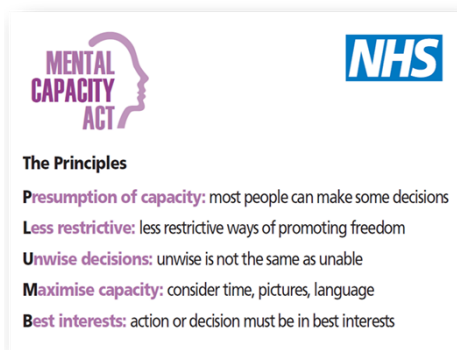 MENTAL
CAPACITY
ACT
NHS
The Principles
Presumption of capacity: most people can make some decisions
Less restrictive: less restrictive ways of promoting freedom
Unwise decisions: unwise is not the same as unable
Maximise capacity: consider time, pictures, language
Best interests: action or decision must be in best interests